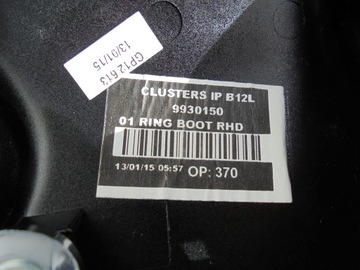 GP12 613
13/01/15
CLUSTERS IP B12L
9930150
01 RING BOOT RHD
13/01/15 05:57 OP: 370